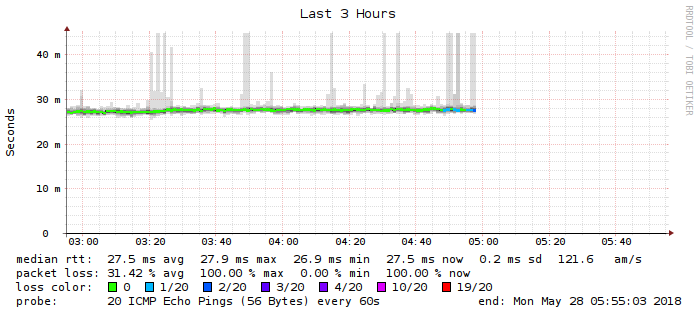 Last 3 Hours
RRDTOOL / TOBI OETIKER
Seconds
40 m
30 m
20 m
10 m
0
03:00 03:20 03:40 04:00 04:20 04:40 05:00 05:20 05:40
median rtt: 27.5 ms avg 27.9 ms max 26.9 ms min 27.5 ms now 0.2 ms sd 121.6 am/s
packet loss: 31.42 % avg 100.00 % max 0.00 % min 100.00 % now
loss color: 0 1/20 2/20 3/20 4/20 10/20 19/20
probe: 20 ICMP Echo Pings (56 Bytes) every 60s end: Mon May 28 05:55:03 2018